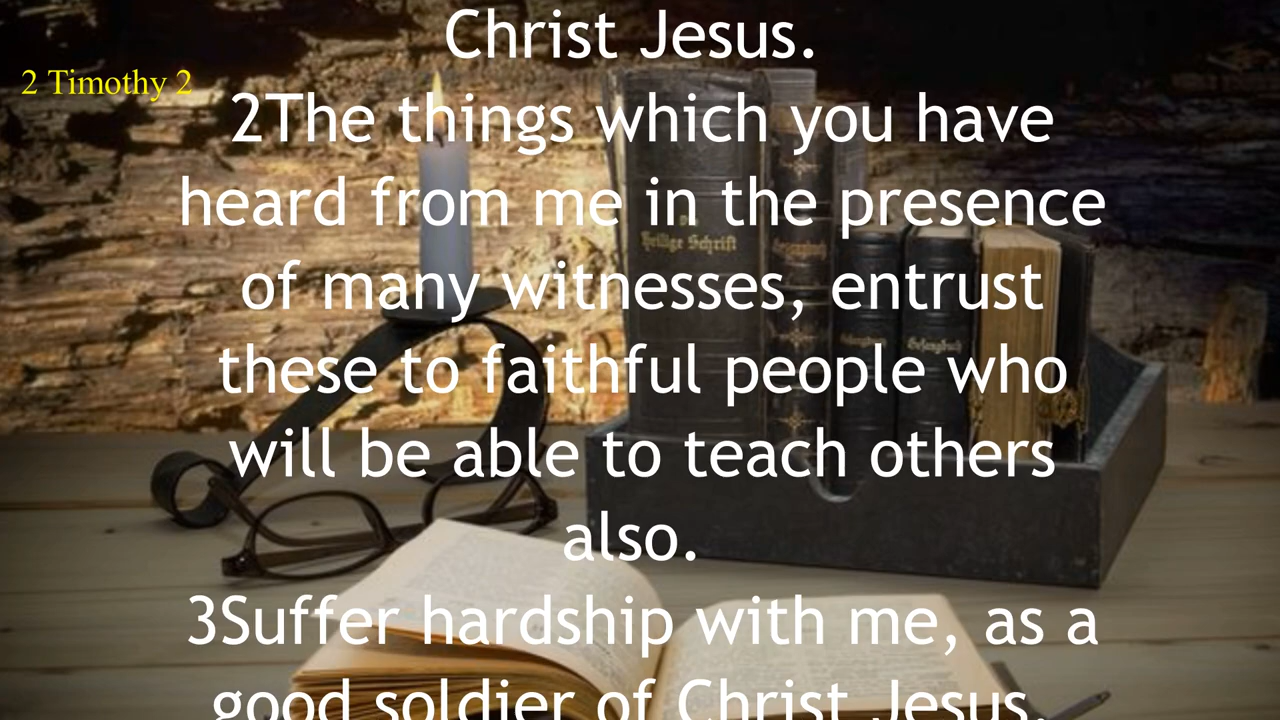 Christ Jesus.
2 Timothy 2
2The things which you have
heard from me in the presence
of many witnesses, entrust
these to faithful people who
will be able to teach others
also.
3Suffer hardship with me, as a
good soldier of Christ Jesus.
Heilige Schrift
Gesangbuch